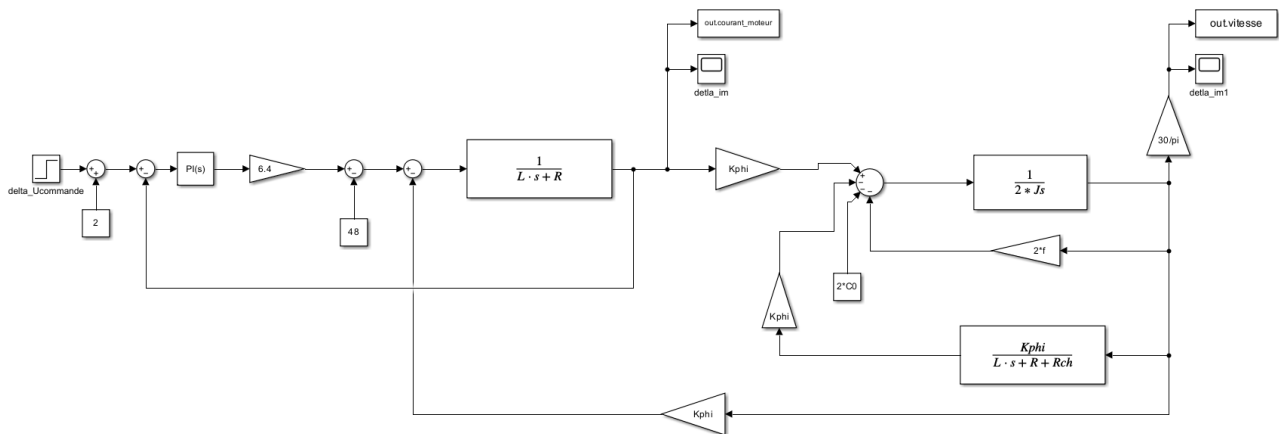 out.courant_moteur
out.vitesse
detla_im
detla_im1
30/pi
delta_Ucommande
+
+
2
+
−
PI(s)
6.4
+
−
48
+
−
1
L · s + R
Kphi
+
−
−
−
1
2 * Js
2*f
2*C0
Kphi
Kphi
L · s + R + Rch
Kphi